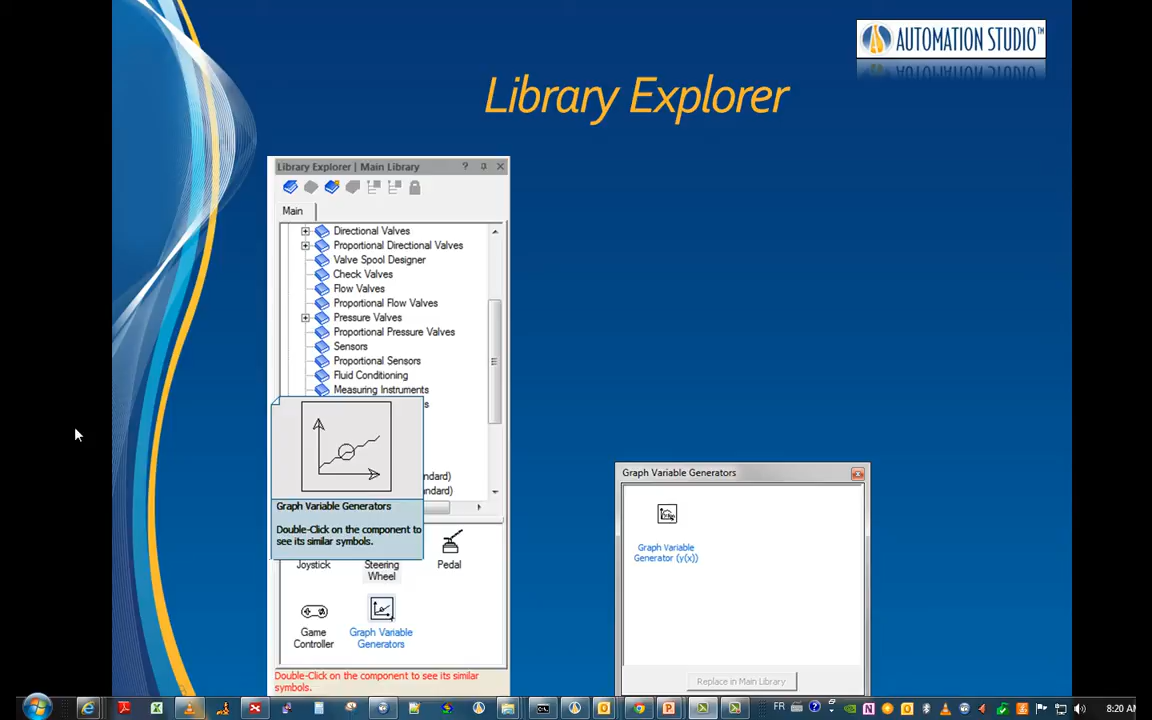 AUTOMATION STUDIO™
Library Explorer
Library Explorer | Main Library
Main
Directional Valves
Proportional Directional Valves
Valve Spool Designer
Check Valves
Flow Valves
Proportional Flow Valves
Pressure Valves
Proportional Pressure Valves
Sensors
Proportional Sensors
Fluid Conditioning
Measuring Instruments
s
ndard)
ndard)
Graph Variable Generators
Double-Click on the component to
see its similar symbols.
Joystick
Steering
Wheel
Pedal
Game
Controller
Graph Variable
Generators
Double-Click on the component to see its similar
symbols.
Graph Variable Generators
Graph Variable
Generator (y(x))
Replace in Main Library
FR
8:20 AM